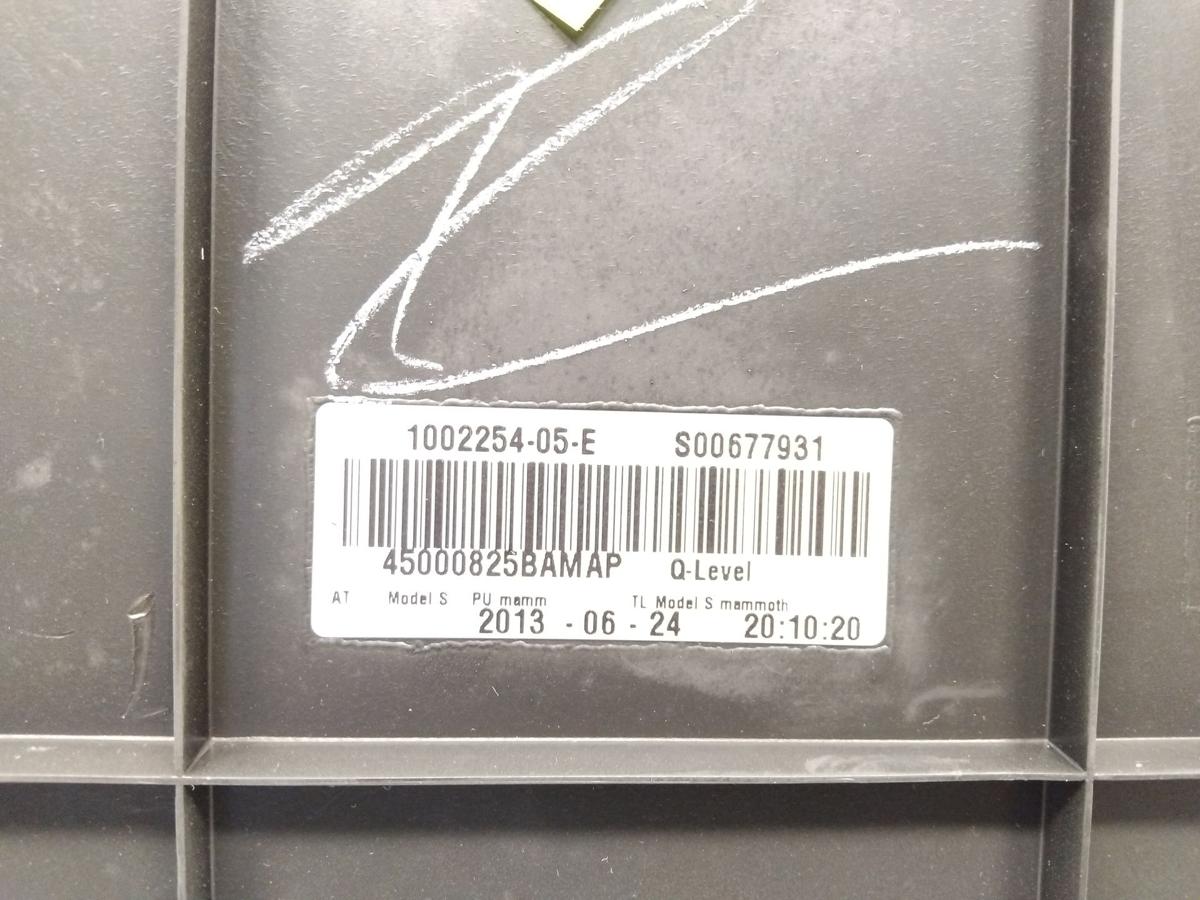 1002254-05-E S00677931
45000825BAMAP Q-Level
AT Model S PU mamm TL Model S mammoth
2013 - 06 - 24 20:10:20